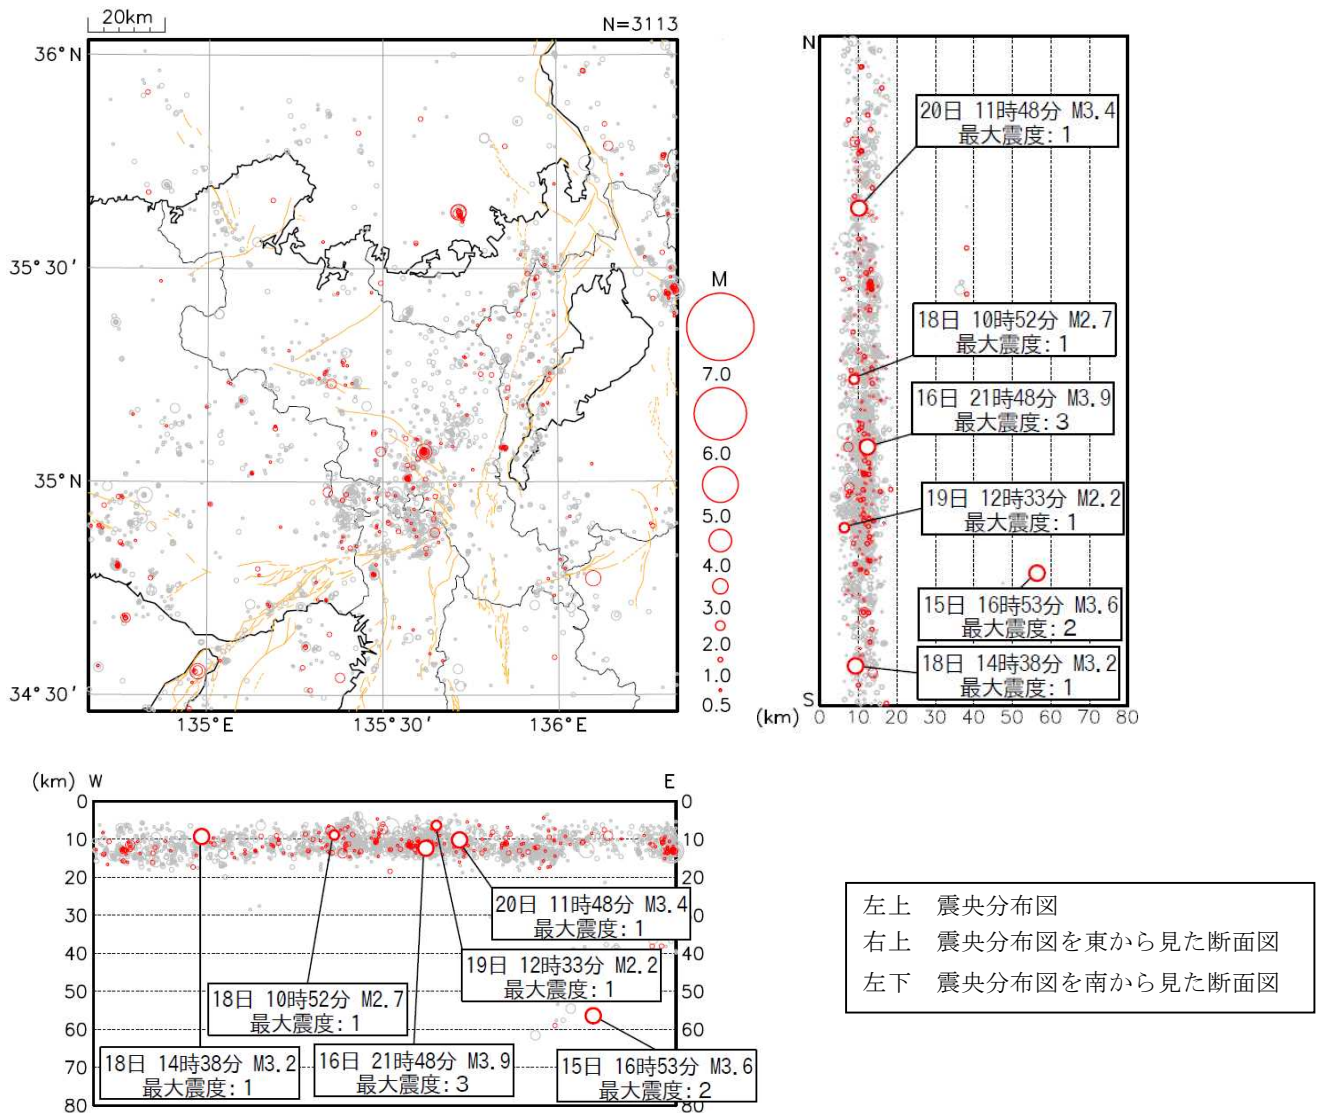 20km
N=3113
36°N
35°30′
35°N
34°30′
135°E
135°30′
136°E
M
7.0
6.0
5.0
4.0
3.0
2.0
1.0
0.5
N
20日 11時48分 M3.4
最大震度:1
18日 10時52分 M2.7
最大震度:1
16日 21時48分 M3.9
最大震度:3
19日 12時33分 M2.2
最大震度:1
15日 16時53分 M3.6
最大震度:2
18日 14時38分 M3.2
最大震度:1
S
(km) 0 10 20 30 40 50 60 70 80
(km) W
E
0
10
20
30
40
50
60
70
80
0
10
20
30
40
50
60
70
80
20日 11時48分 M3.4
最大震度:1
19日 12時33分 M2.2
最大震度:1
18日 10時52分 M2.7
最大震度:1
18日 14時38分 M3.2
最大震度:1
16日 21時48分 M3.9
最大震度:3
15日 16時53分 M3.6
最大震度:2
左上 震央分布図
右上 震央分布図を東から見た断面図
左下 震央分布図を南から見た断面図